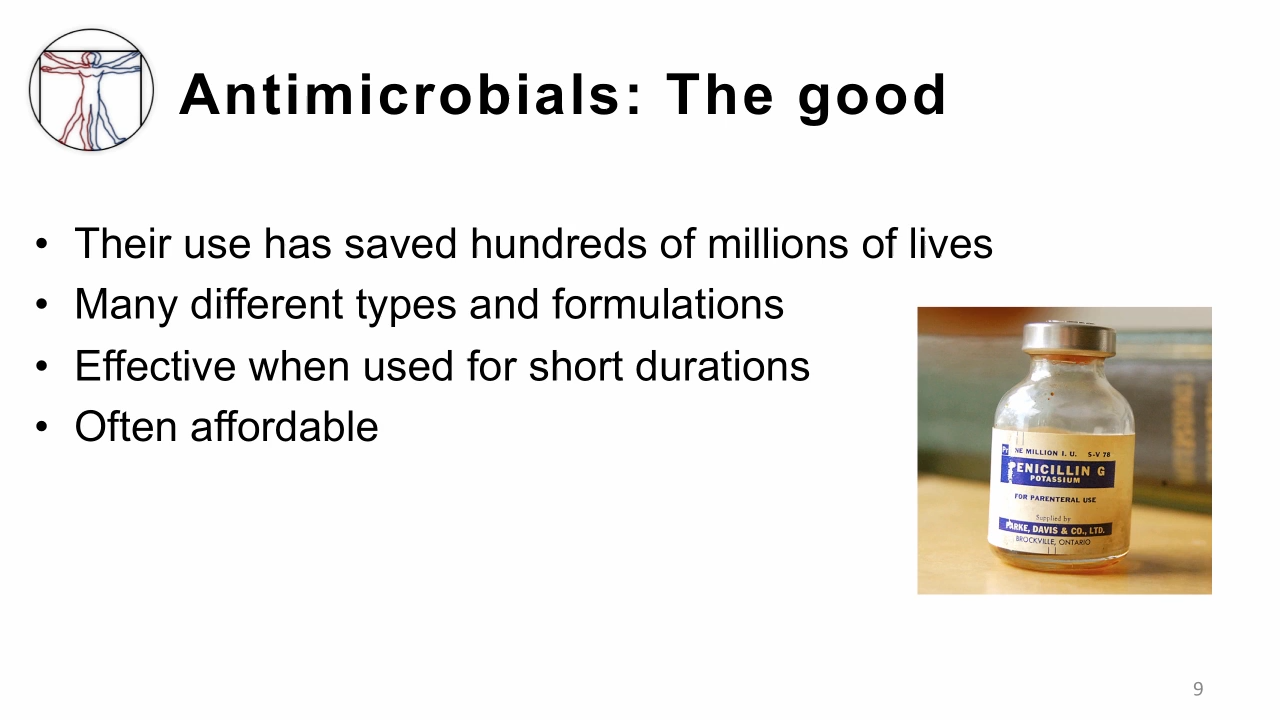 Antimicrobials: The good
• Their use has saved hundreds of millions of lives
• Many different types and formulations
• Effective when used for short durations
• Often affordable
NE MILLION I. U. S-V 78
PENICILLIN G
POTASSIUM
FOR PARENTERAL USE
Supplied by
PARKE, DAVIS & CO., LTD.
BROCKVILLE, ONTARIO
9